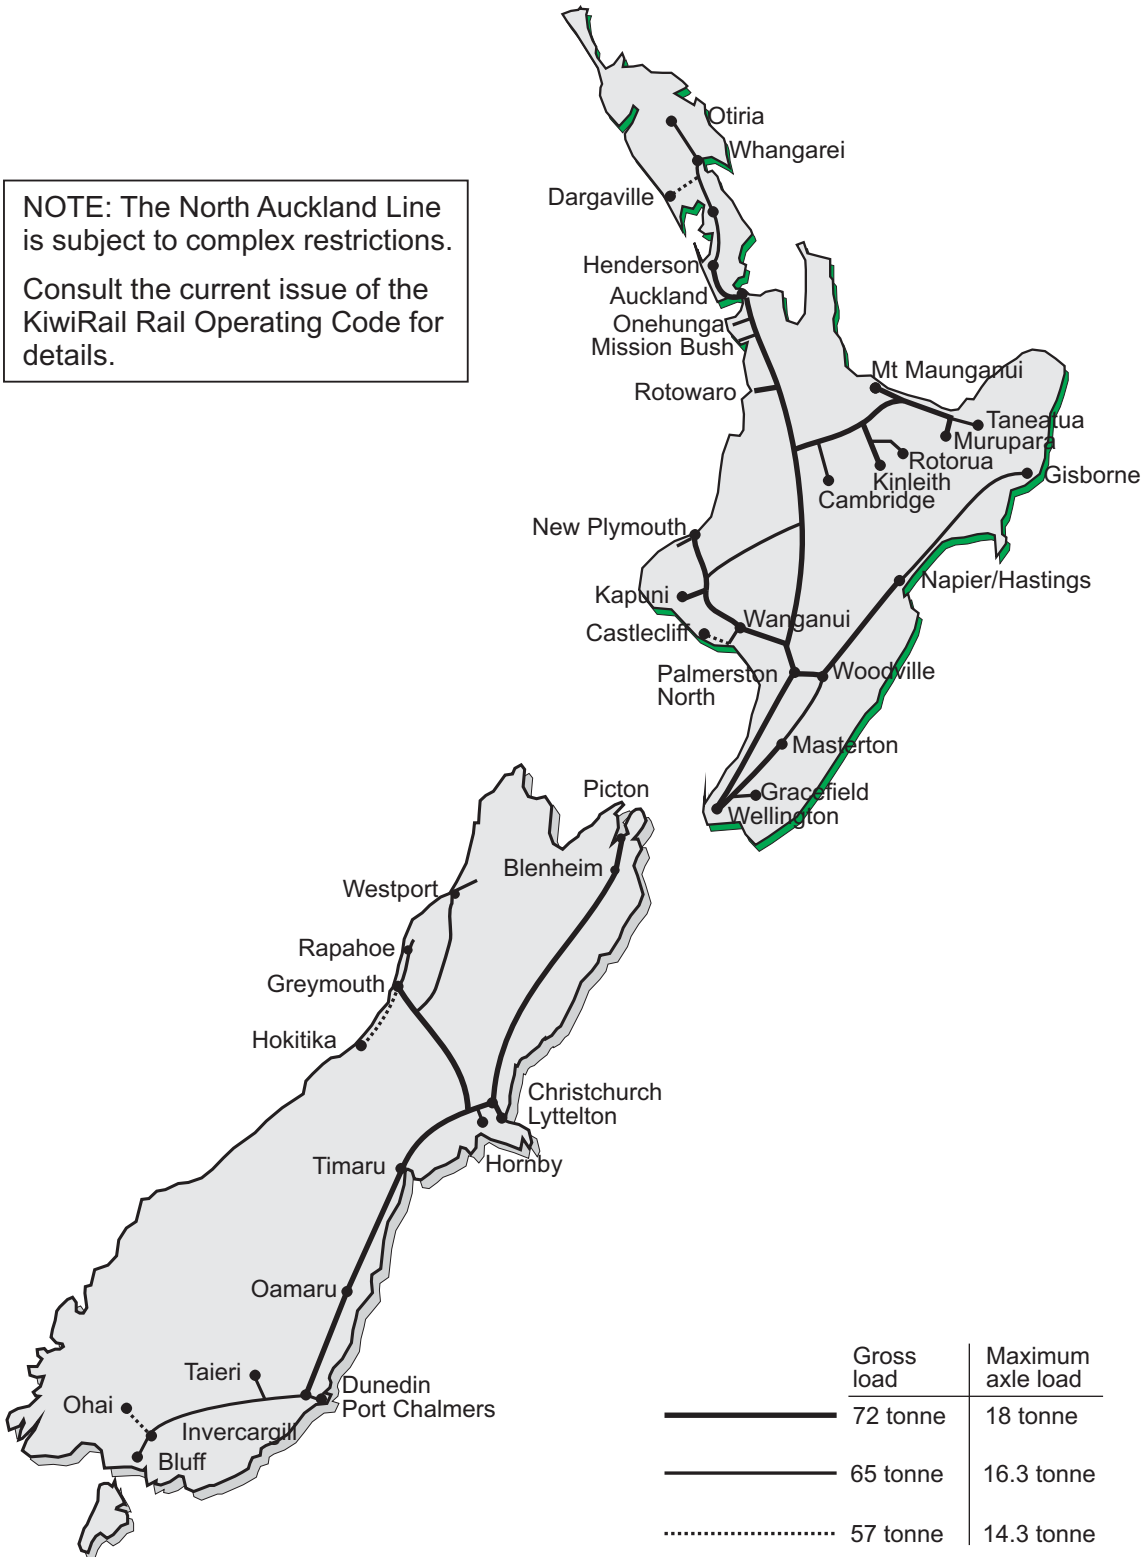 NOTE: The North Auckland Line
is subject to complex restrictions.
Consult the current issue of the
KiwiRail Rail Operating Code for
details.
Otiria
Whangarei
Dargaville
Henderson
Auckland
Onehunga
Mission Bush
Rotowaro
Mt Maunganui
Taneatua
Murupara
Rotorua
Kinleith
Cambridge
Gisborne
New Plymouth
Napier/Hastings
Kapuni
Wanganui
Castlecliff
Palmerston
North
Woodville
Masterton
Gracefield
Wellington
Picton
Blenheim
Westport
Rapahoe
Greymouth
Hokitika
Christchurch
Lyttelton
Hornby
Timaru
Oamaru
Taieri
Dunedin
Port Chalmers
Ohai
Invercargill
Bluff
Gross
load
Maximum
axle load
72 tonne 18 tonne
65 tonne 16.3 tonne
57 tonne 14.3 tonne